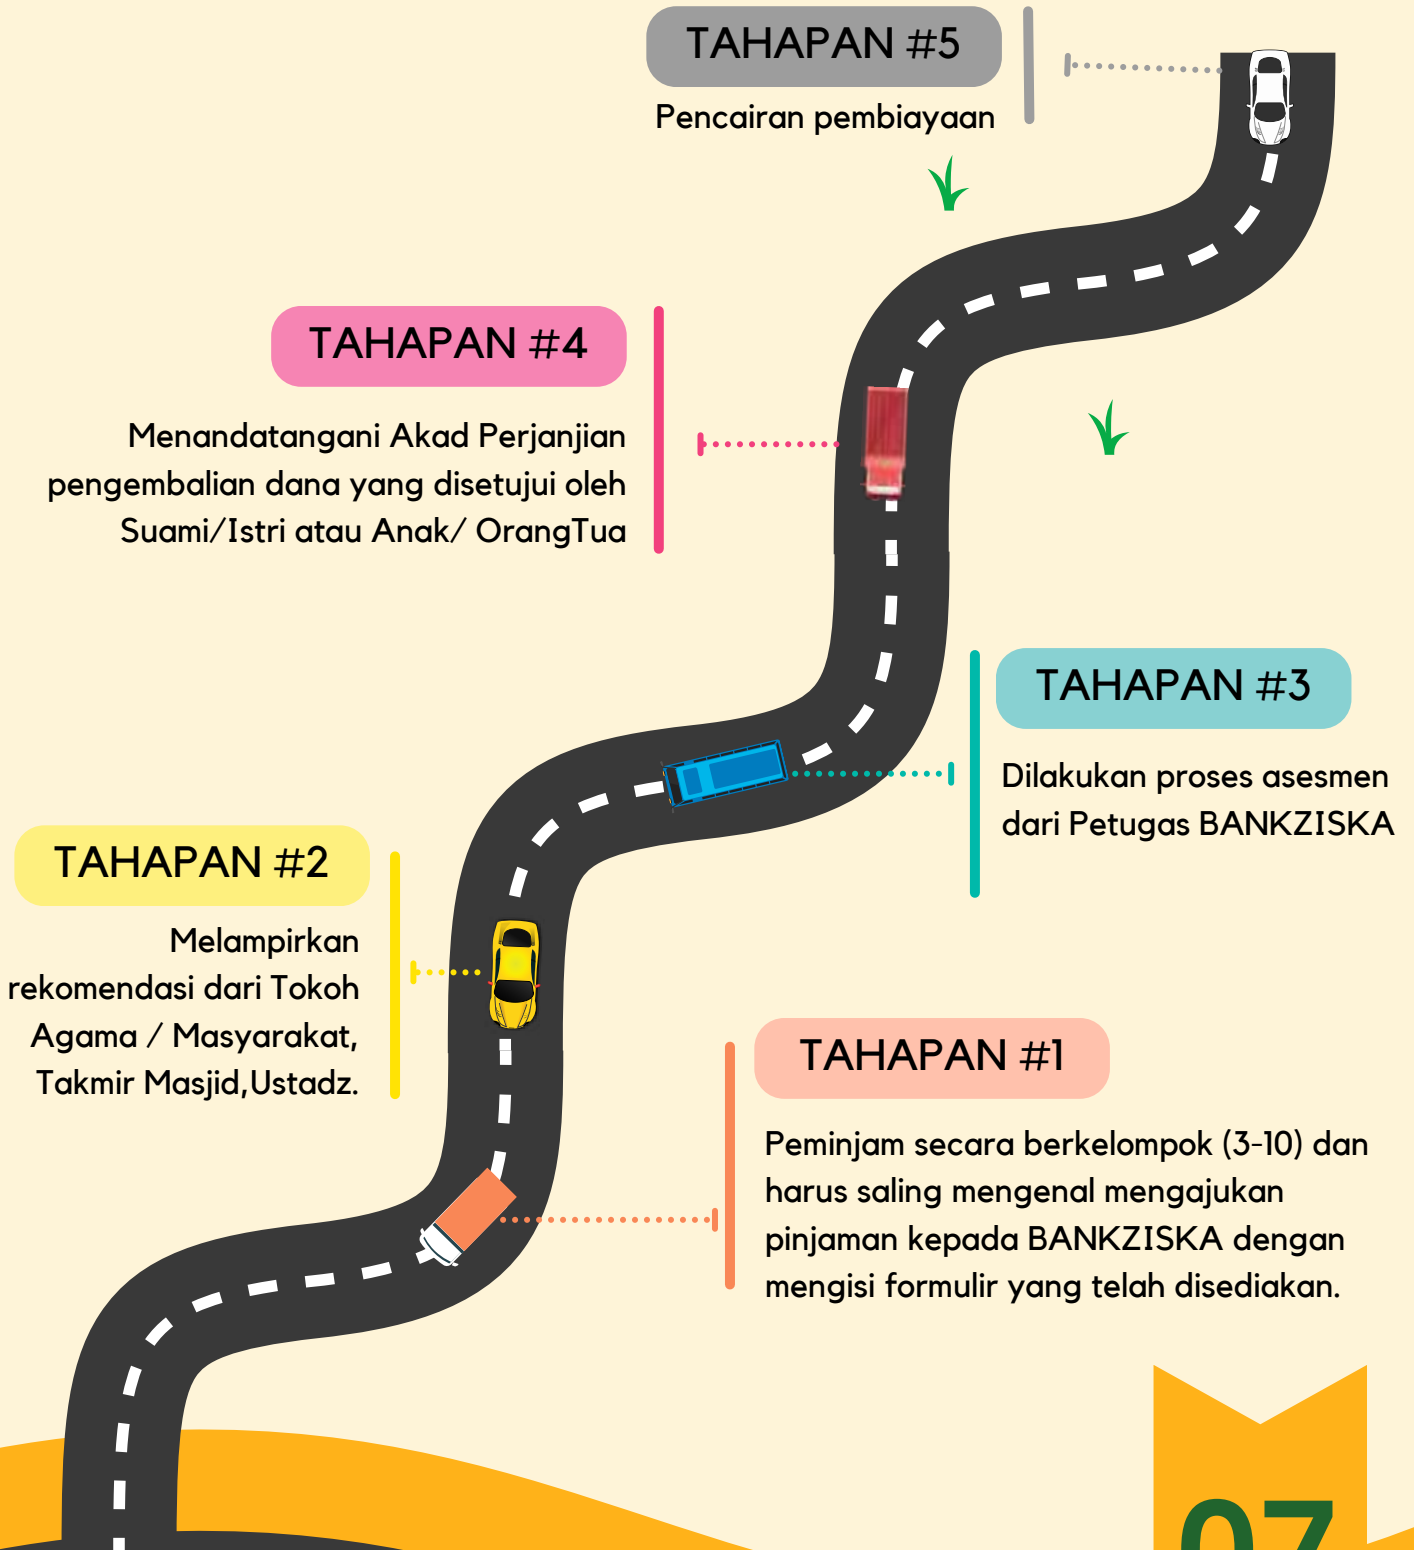 TAHAPAN #5
Pencairan pembiayaan
TAHAPAN #4
Menandatangani Akad Perjanjian
pengembalian dana yang disetujui oleh
Suami/Istri atau Anak/ OrangTua
TAHAPAN #3
Dilakukan proses asesmen
dari Petugas BANKZISKA
TAHAPAN #2
Melampirkan
rekomendasi dari Tokoh
Agama / Masyarakat,
Takmir Masjid,Ustadz.
TAHAPAN #1
Peminjam secara berkelompok (3-10) dan
harus saling mengenal mengajukan
pinjaman kepada BANKZISKA dengan
mengisi formulir yang telah disediakan.
07